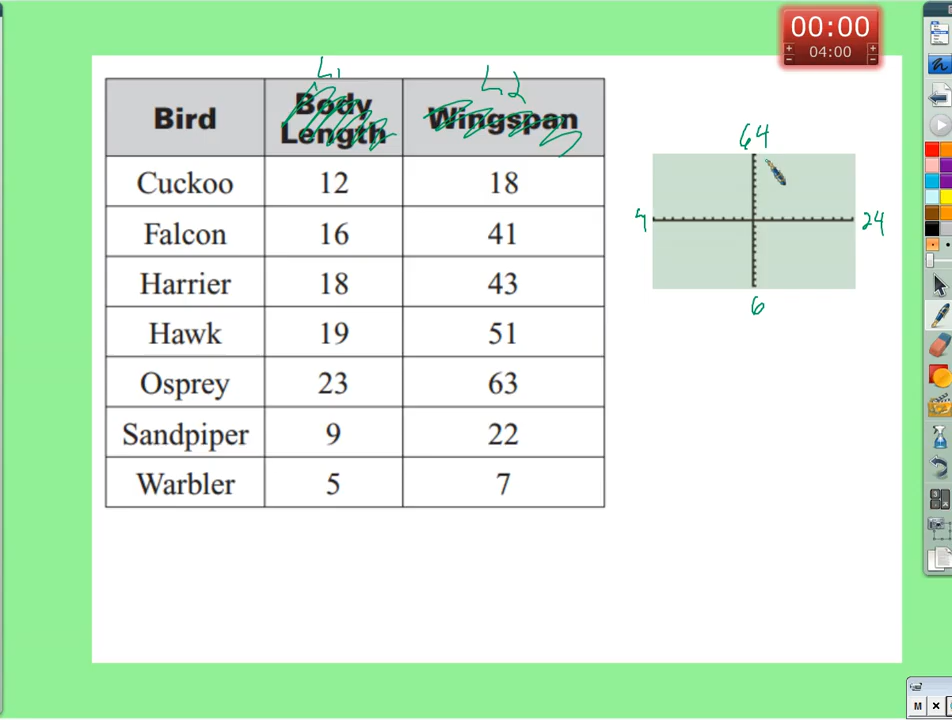 00:00
04:00
L1
L2
Bird Body Length Wingspan
Cuckoo 12 18
Falcon 16 41
Harrier 18 43
Hawk 19 51
Osprey 23 63
Sandpiper 9 22
Warbler 5 7
64
4 24
6
M X